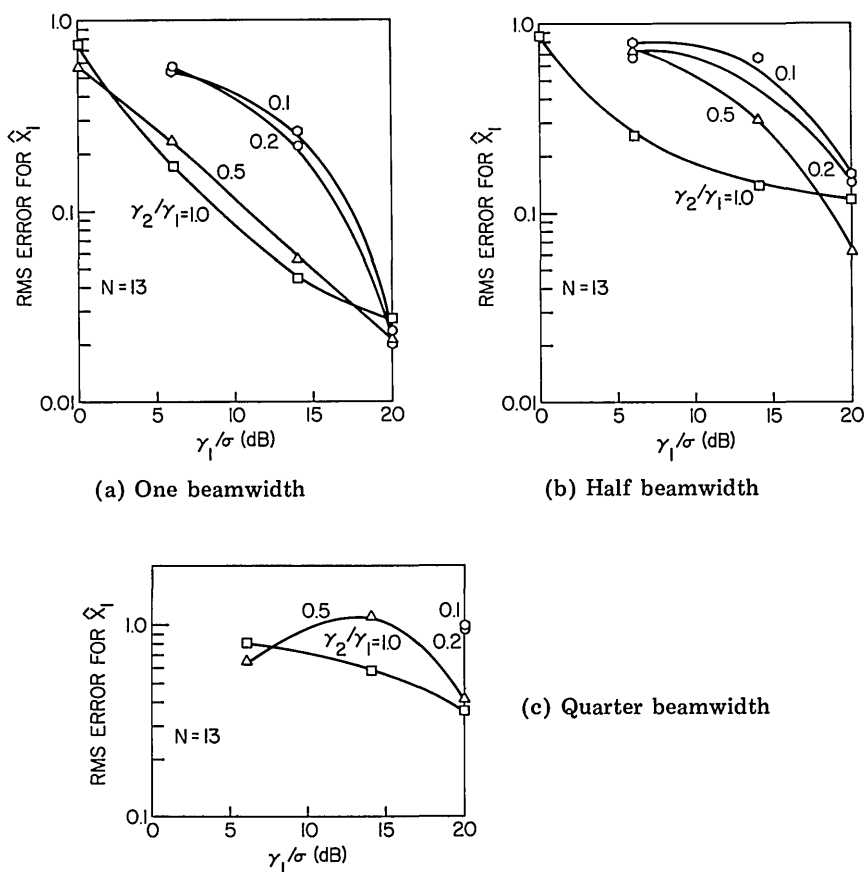 1.0
0.1
0.01
RMS ERROR FOR X̂₁
0.1
0.2
0.5
γ₂/γ₁=1.0
N=13
0 5 10 15 20
γ₁/σ (dB)
(a) One beamwidth
1.0
0.1
0.01
RMS ERROR FOR X̂₁
0.1
0.5
0.2
γ₂/γ₁=1.0
N=13
0 5 10 15 20
γ₁/σ (dB)
(b) Half beamwidth
1.0
0.1
RMS ERROR FOR X̂₁
0.5
γ₂/γ₁=1.0
0.1
0.2
N=13
0 5 10 15 20
γ₁/σ (dB)
(c) Quarter beamwidth